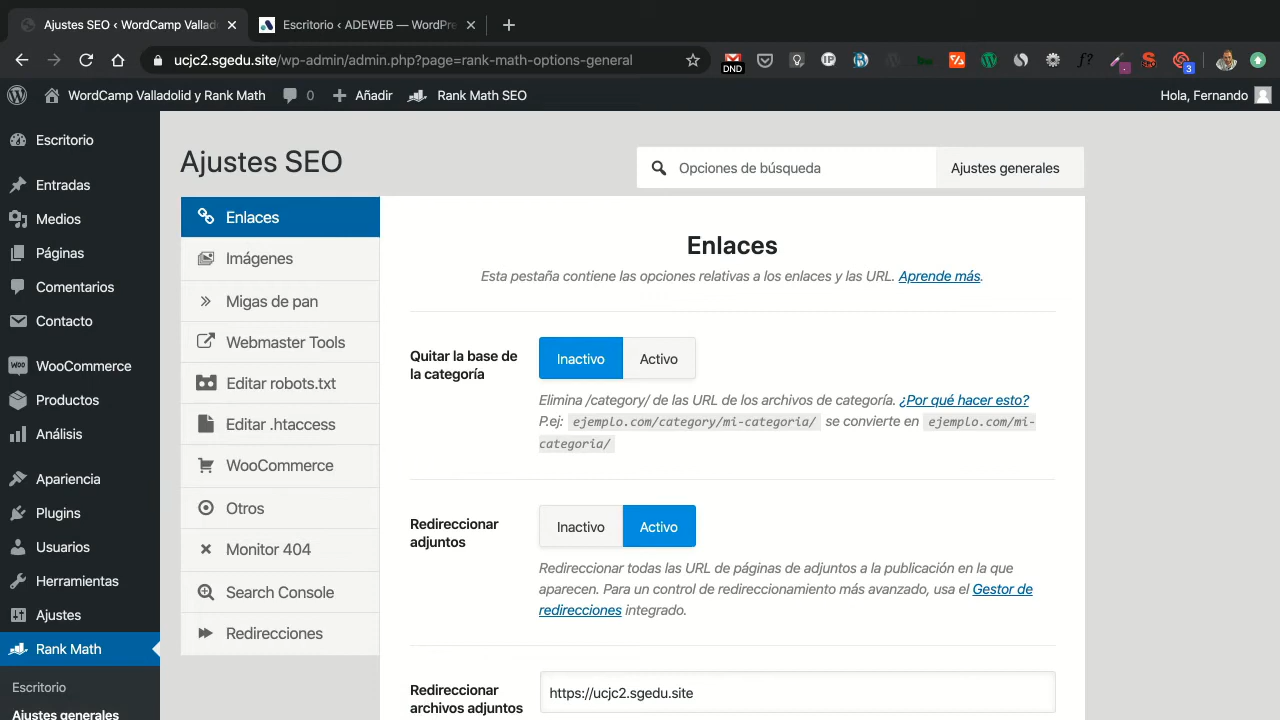 Ajustes SEO ‹ WordCamp Vallad
Escritorio ‹ ADEWEB — WordPre
ucjc2.sgedu.site/wp-admin/admin.php?page=rank-math-options-general
DND
3
WordCamp Valladolid y Rank Math
0
Añadir
Rank Math SEO
Hola, Fernando
Escritorio
Entradas
Medios
Páginas
Comentarios
Contacto
WooCommerce
Productos
Análisis
Apariencia
Plugins
Usuarios
Herramientas
Ajustes
Rank Math
Escritorio
Ajustes generales
Ajustes SEO
Opciones de búsqueda
Ajustes generales
Enlaces
Imágenes
Migas de pan
Webmaster Tools
Editar robots.txt
Editar .htaccess
WooCommerce
Otros
Monitor 404
Search Console
Redirecciones
Enlaces
Esta pestaña contiene las opciones relativas a los enlaces y las URL. Aprende más.
Quitar la base de
la categoría
Inactivo Activo
Elimina /category/ de las URL de los archivos de categoría. ¿Por qué hacer esto?
P.ej: ejemplo.com/category/mi-categoria/ se convierte en ejemplo.com/mi-
categoria/
Redireccionar
adjuntos
Inactivo Activo
Redireccionar todas las URL de páginas de adjuntos a la publicación en la que
aparecen. Para un control de redireccionamiento más avanzado, usa el Gestor de
redirecciones integrado.
Redireccionar
archivos adjuntos
https://ucjc2.sgedu.site